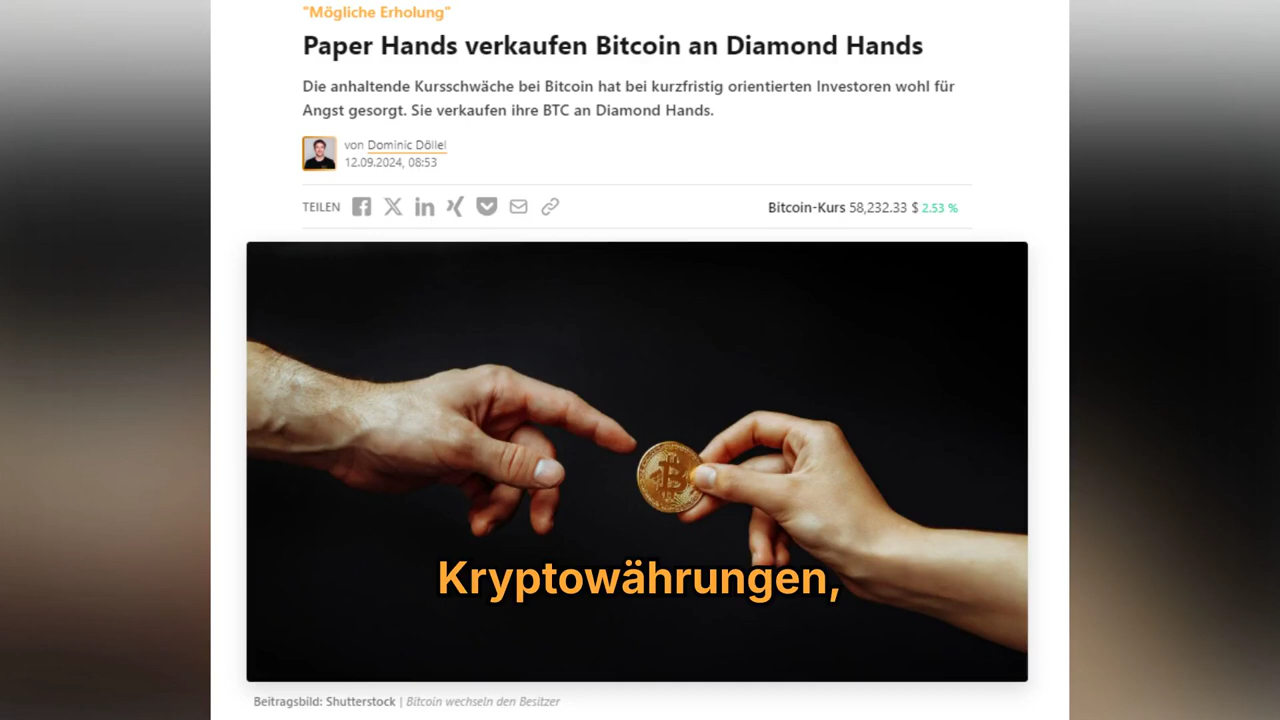 "Mögliche Erholung"
Paper Hands verkaufen Bitcoin an Diamond Hands
Die anhaltende Kursschwäche bei Bitcoin hat bei kurzfristig orientierten Investoren wohl für
Angst gesorgt. Sie verkaufen ihre BTC an Diamond Hands.
von Dominic Döllel
12.09.2024, 08:53
TEILEN
Bitcoin-Kurs 58,232.33 $ 2.53 %
Kryptowährungen,
Beitragsbild: Shutterstock | Bitcoin wechseln den Besitzer